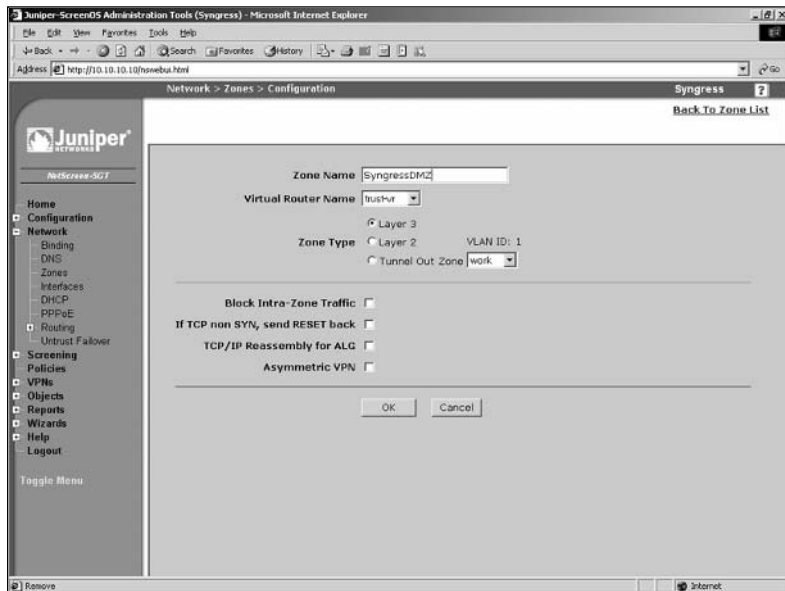 Juniper-ScreenOS Administration Tools (Syngress) - Microsoft Internet Explorer
File Edit View Favorites Tools Help
Back Search Favorites History
Address http://10.10.10.10/nswebui.html Go
Network > Zones > Configuration Syngress ?
Back To Zone List
Juniper
NETWORKS
NetScreen-5GT
Zone Name SyngressDMZ
Virtual Router Name trust-vr
Zone Type Layer 3
Layer 2 VLAN ID: 1
Tunnel Out Zone work
Block Intra-Zone Traffic
If TCP non SYN, send RESET back
TCP/IP Reassembly for ALG
Asymmetric VPN
OK Cancel
Home
Configuration
Network
Binding
DNS
Zones
Interfaces
DHCP
PPPoE
Routing
Untrust Failover
Screening
Policies
VPNs
Objects
Reports
Wizards
Help
Logout
Toggle Menu
Remove Internet